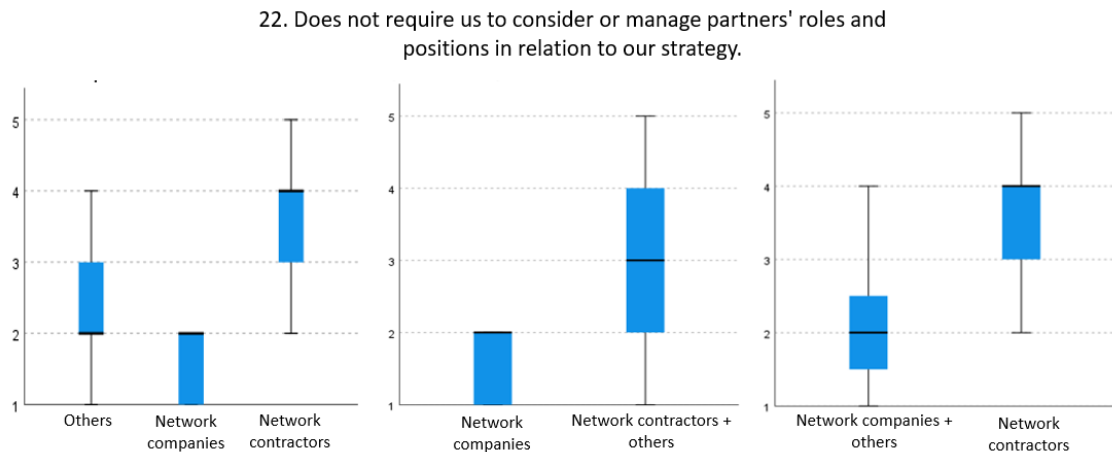 22. Does not require us to consider or manage partners' roles and
positions in relation to our strategy.
5
4
3
2
1
Others
Network
companies
Network
contractors
5
4
3
2
1
Network
companies
Network contractors +
others
5
4
3
2
1
Network companies +
others
Network
contractors